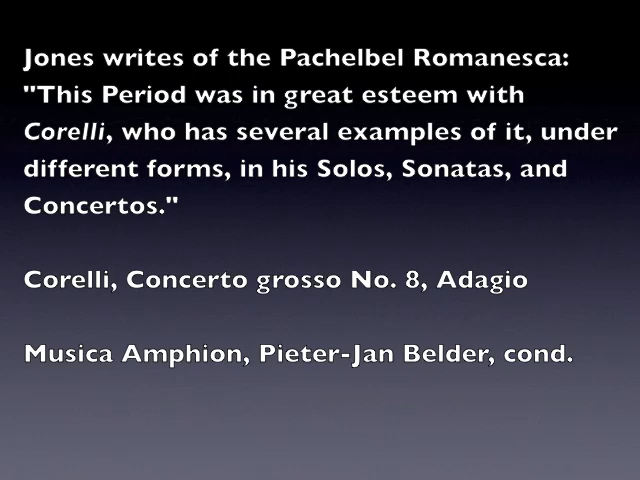 Jones writes of the Pachelbel Romanesca:
"This Period was in great esteem with
Corelli, who has several examples of it, under
different forms, in his Solos, Sonatas, and
Concertos."
Corelli, Concerto grosso No. 8, Adagio
Musica Amphion, Pieter-Jan Belder, cond.